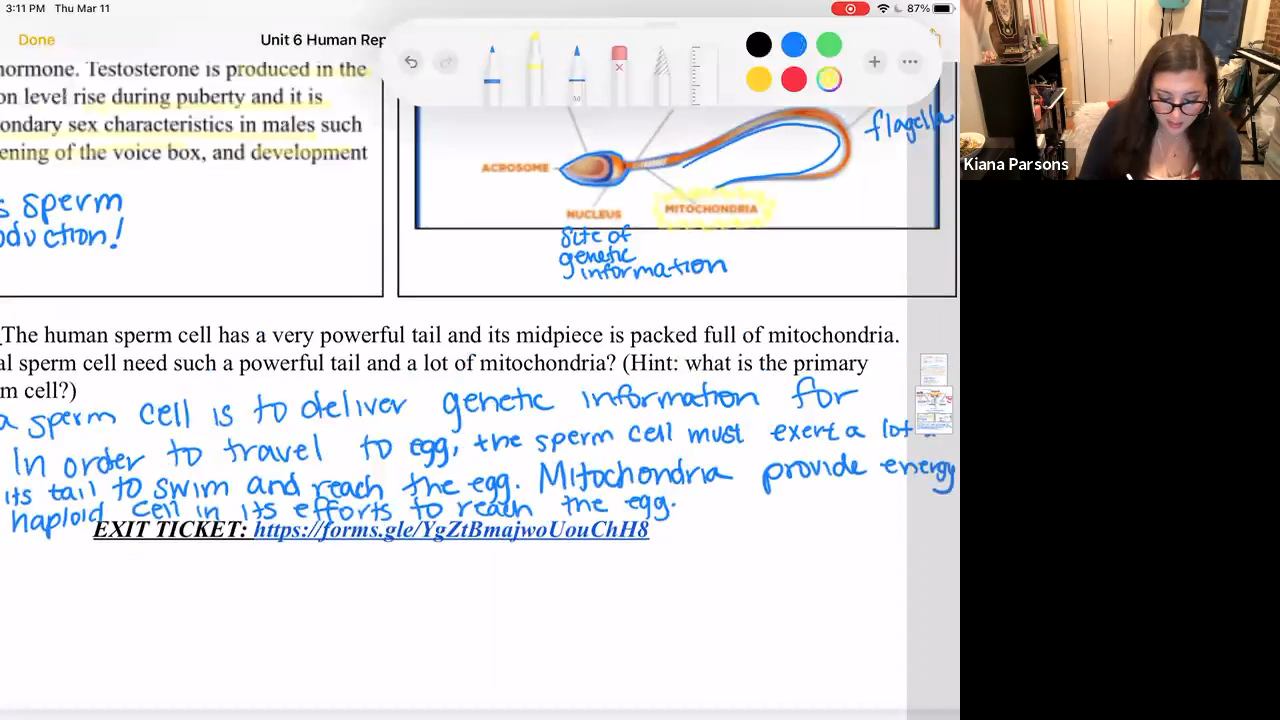 3:11 PM Thu Mar 11
87%
Done
Unit 6 Human Rep
hormone. Testosterone is produced in the
on level rise during puberty and it is
ondary sex characteristics in males such
ening of the voice box, and development
s sperm
oduction!
flagella
ACROSOME
NUCLEUS
MITOCHONDRIA
Site of
genetic
information
Kiana Parsons
The human sperm cell has a very powerful tail and its midpiece is packed full of mitochondria.
al sperm cell need such a powerful tail and a lot of mitochondria? (Hint: what is the primary
m cell?)
a sperm cell is to deliver genetic information for
In order to travel to egg, the sperm cell must exert a lot
its tail to swim and reach the egg. Mitochondria provide energy
haploid cell in its efforts to reach the egg.
EXIT TICKET: https://forms.gle/YgZtBmajwoUouChH8